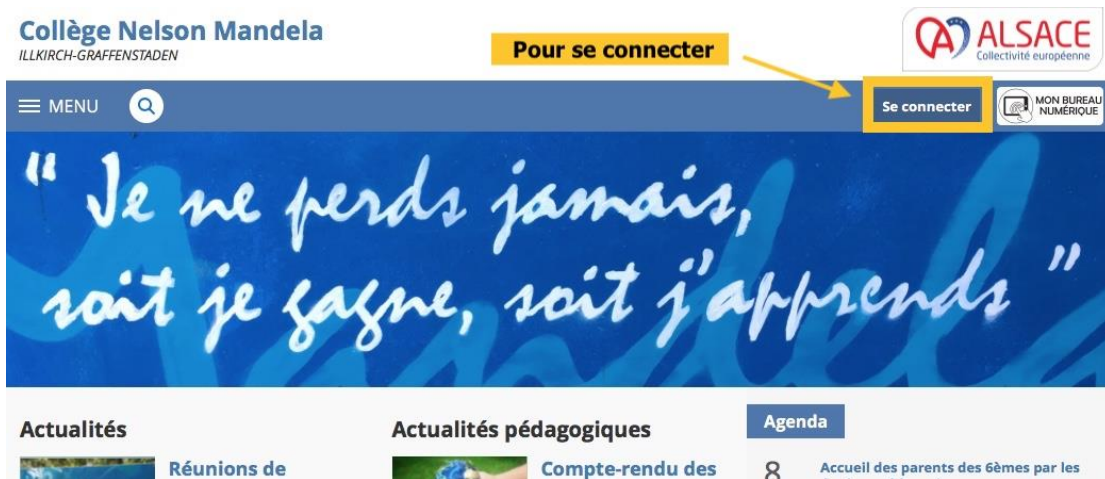 Collège Nelson Mandela
ILLKIRCH-GRAFFENSTADEN
Pour se connecter
ALSACE
Collectivité européenne
MENU
Se connecter
MON BUREAU
NUMÉRIQUE
" Je ne perds jamais,
soit je gagne, soit j'apprends "
Mandela
Actualités
Actualités pédagogiques
Agenda
Réunions de
Compte-rendu des
8
Accueil des parents des 6èmes par les